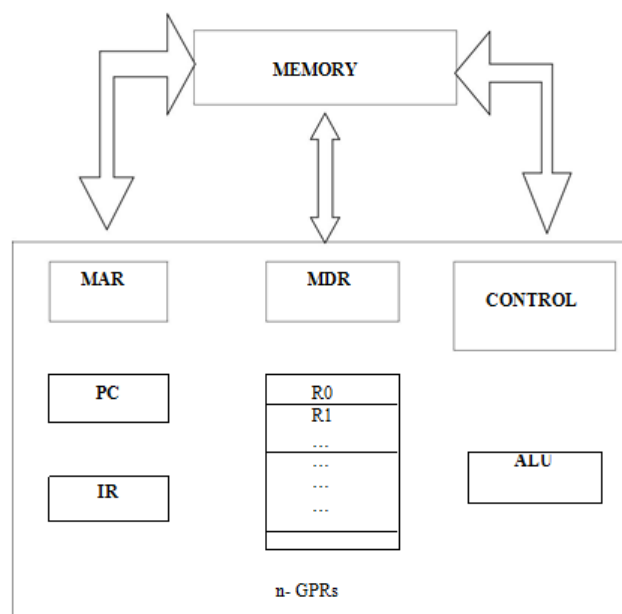 MEMORY
MAR
MDR
CONTROL
PC
R0
R1
...
IR
...
...
...
ALU
n- GPRs